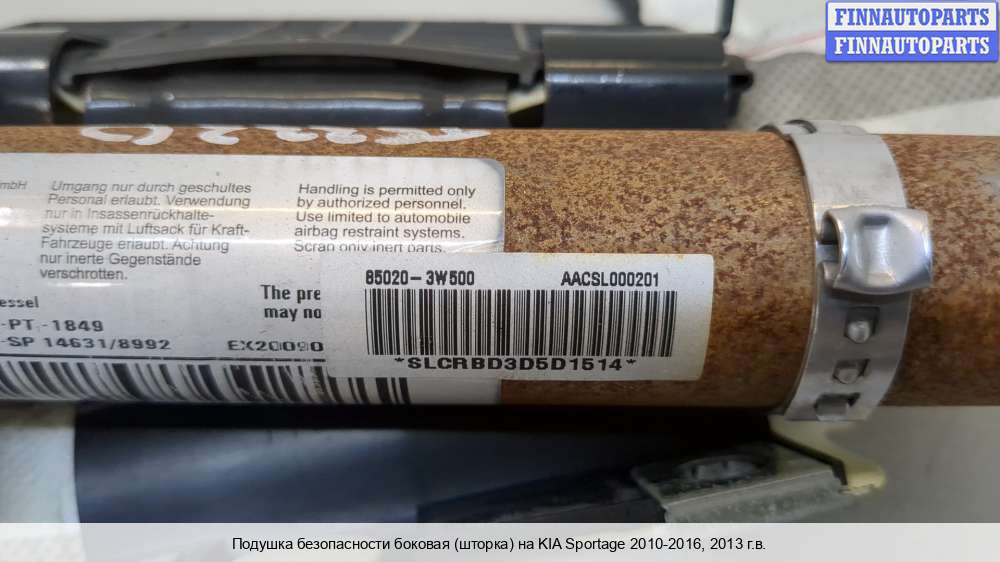 FINNAUTOPARTS
FINNAUTOPARTS
mbH
Umgang nur durch geschultes
Personal erlaubt. Verwendung
nur in Insassenrückhalte-
systeme mit Luftsack für Kraft-
Fahrzeuge erlaubt. Achtung
nur inerte Gegenstände
verschrotten.
Handling is permitted only
by authorized personnel.
Use limited to automobile
airbag restraint systems.
Scrap only inert parts.
essel
-PT -1849
-SP 14631/8992
The pre
may no
85020-3W500 AACSL000201
*SLCRBD3D5D1514*
Подушка безопасности боковая (шторка) на KIA Sportage 2010-2016, 2013 г.в.